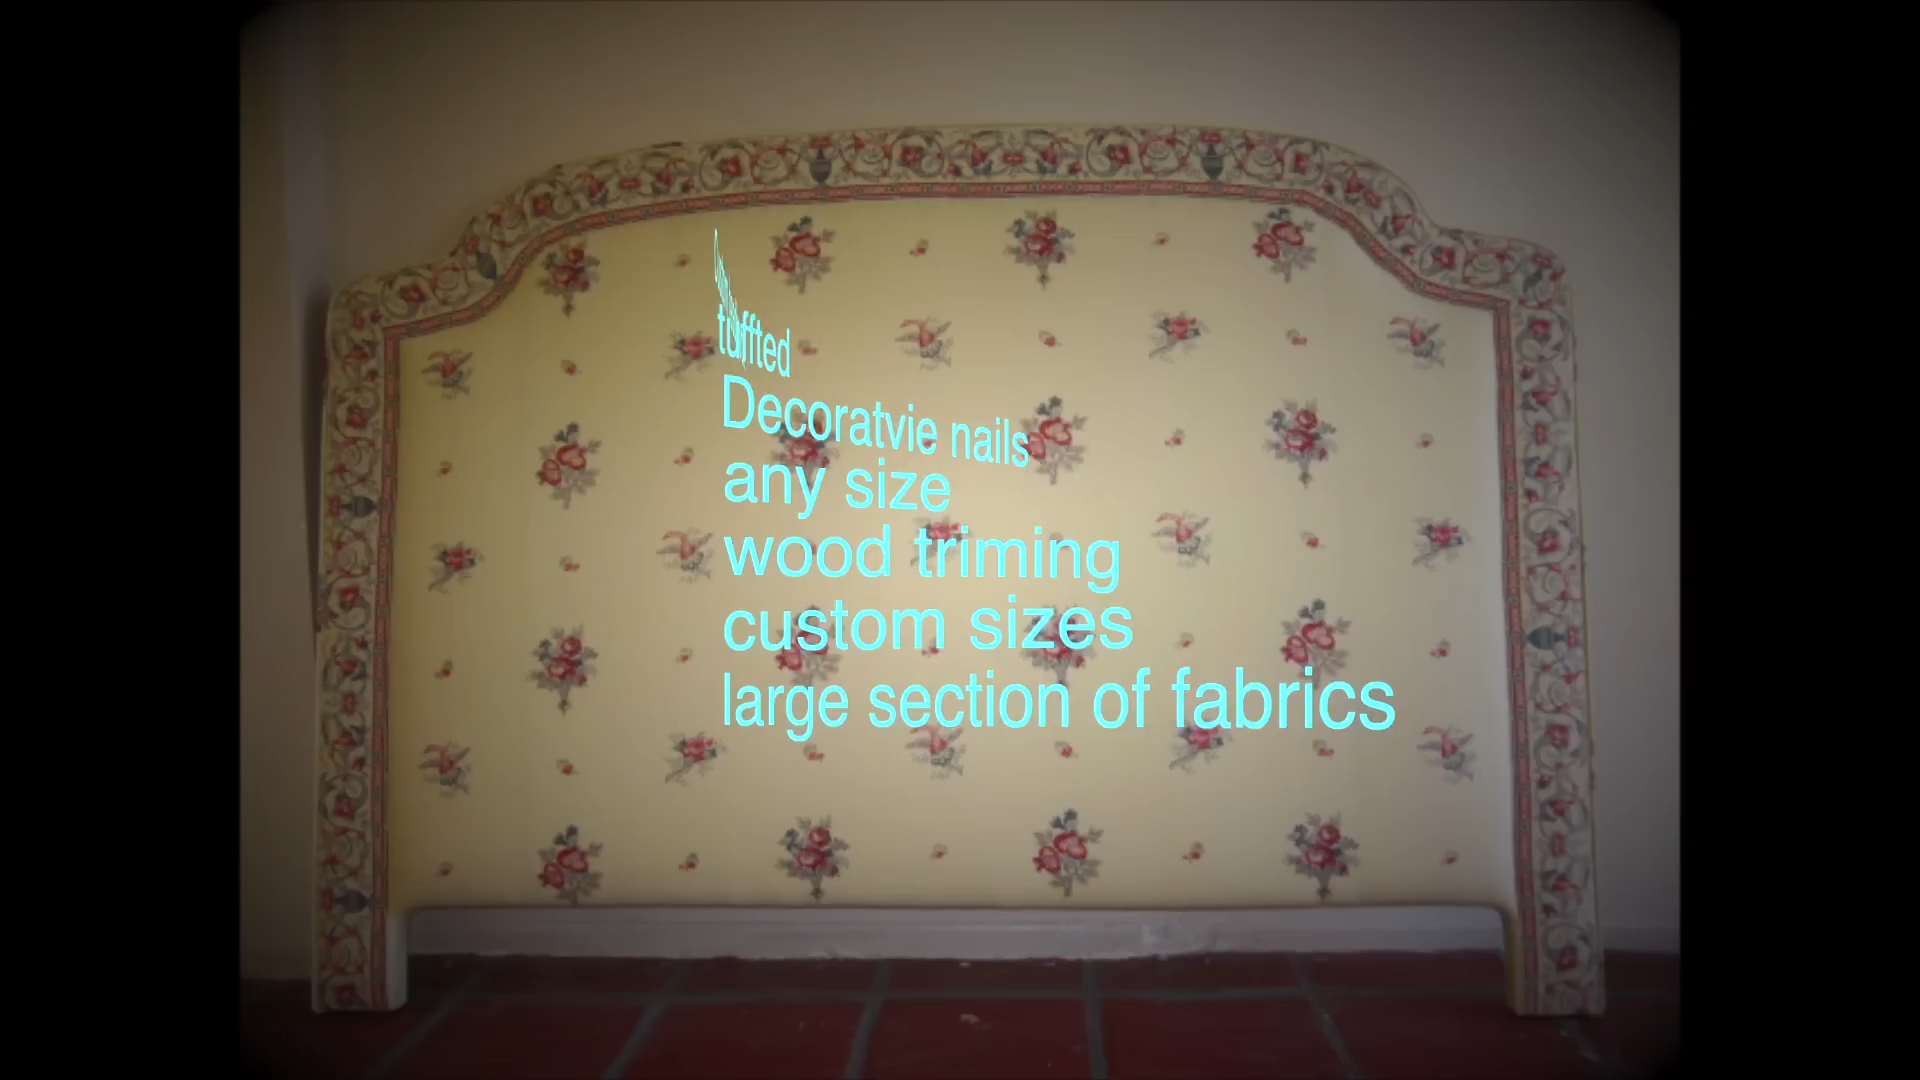 tuffted
Decoratvie nails
any size
wood triming
custom sizes
large section of fabrics